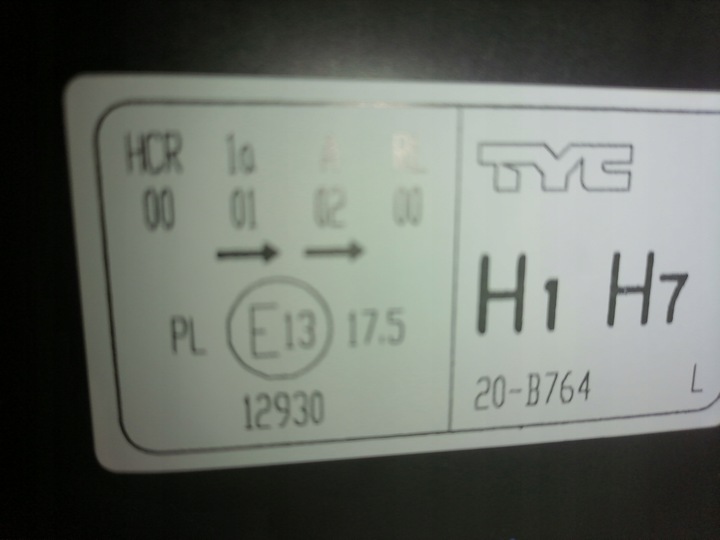 HCR 1a A RL
00 01 02 00
PL E13 17.5
12930
TYC
H1 H7
20-B764 L